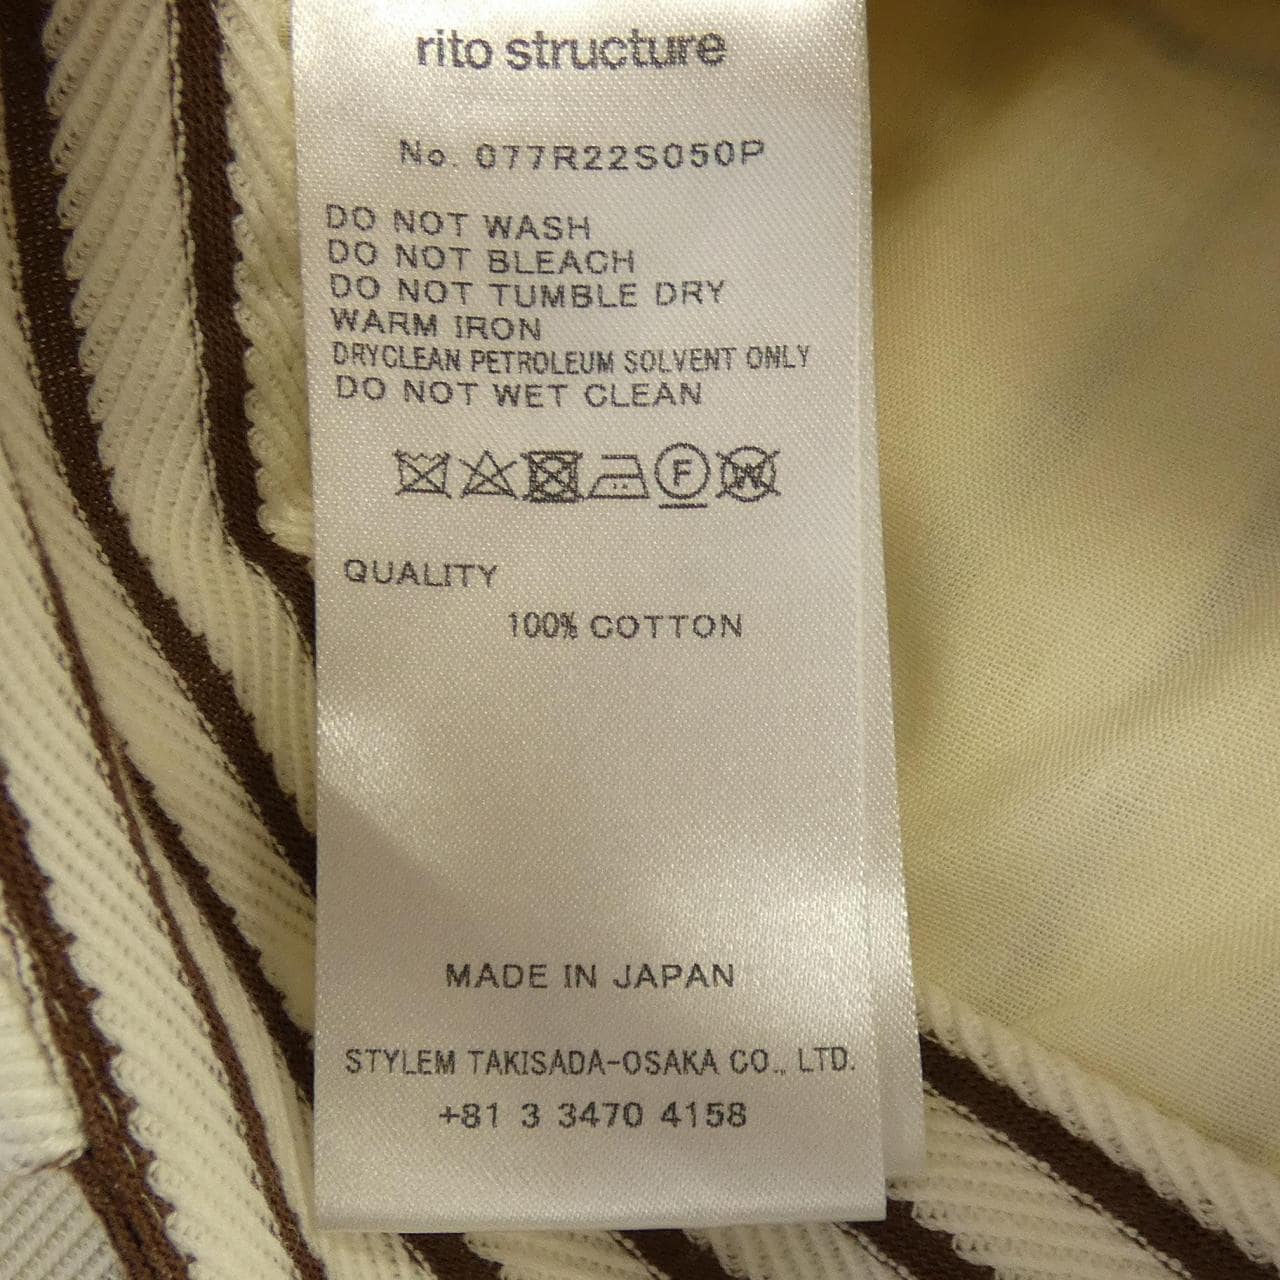 rito structure
No. 077R22S050P
DO NOT WASH
DO NOT BLEACH
DO NOT TUMBLE DRY
WARM IRON
DRYCLEAN PETROLEUM SOLVENT ONLY
DO NOT WET CLEAN
F W
QUALITY
100% COTTON
MADE IN JAPAN
STYLEM TAKISADA-OSAKA CO., LTD.
+81 3 3470 4158